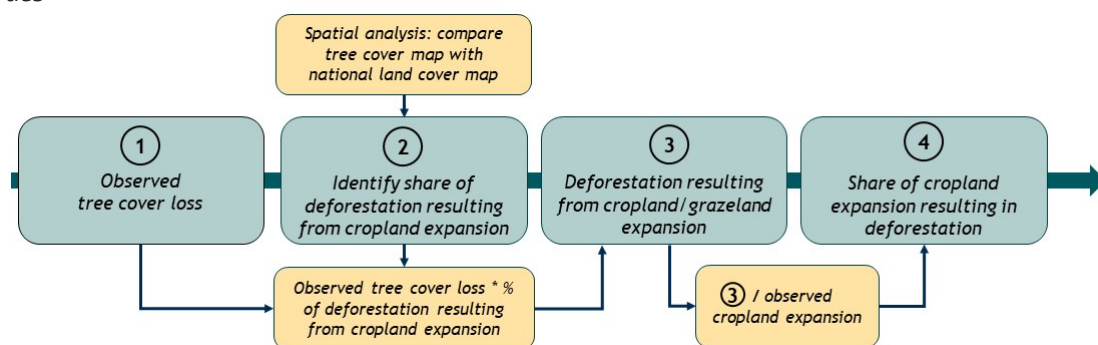 Spatial analysis: compare
tree cover map with
national land cover map
1
Observed
tree cover loss
2
Identify share of
deforestation resulting
from cropland expansion
3
Deforestation resulting
from cropland/grazeland
expansion
4
Share of cropland
expansion resulting in
deforestation
Observed tree cover loss * %
of deforestation resulting
from cropland expansion
3 / observed
cropland expansion